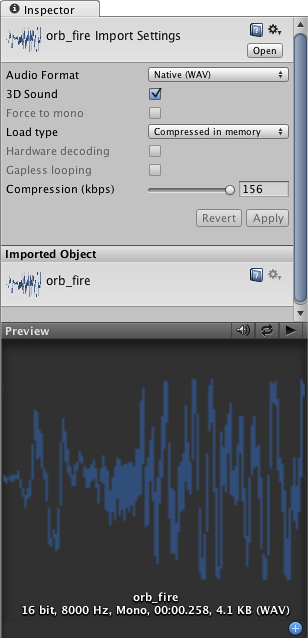 Inspector
orb_fire Import Settings
Open
Audio Format Native (WAV)
3D Sound
Force to mono
Load type Compressed in memory
Hardware decoding
Gapless looping
Compression (kbps) 156
Revert Apply
Imported Object
orb_fire
Preview
orb_fire
16 bit, 8000 Hz, Mono, 00:00.258, 4.1 KB (WAV)